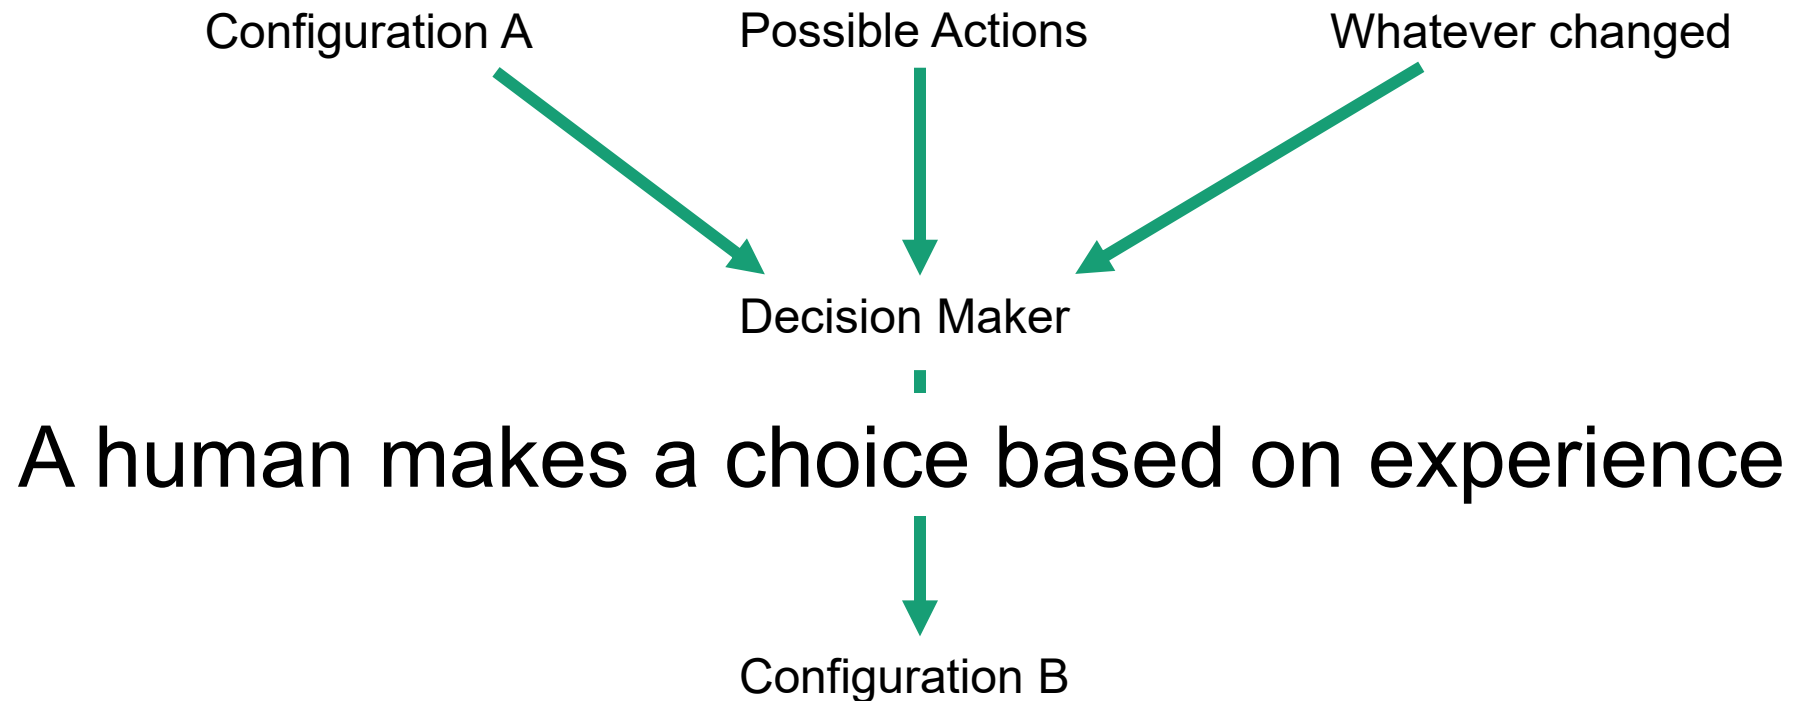 Configuration A
Possible Actions
Whatever changed
Decision Maker
A human makes a choice based on experience
Configuration B